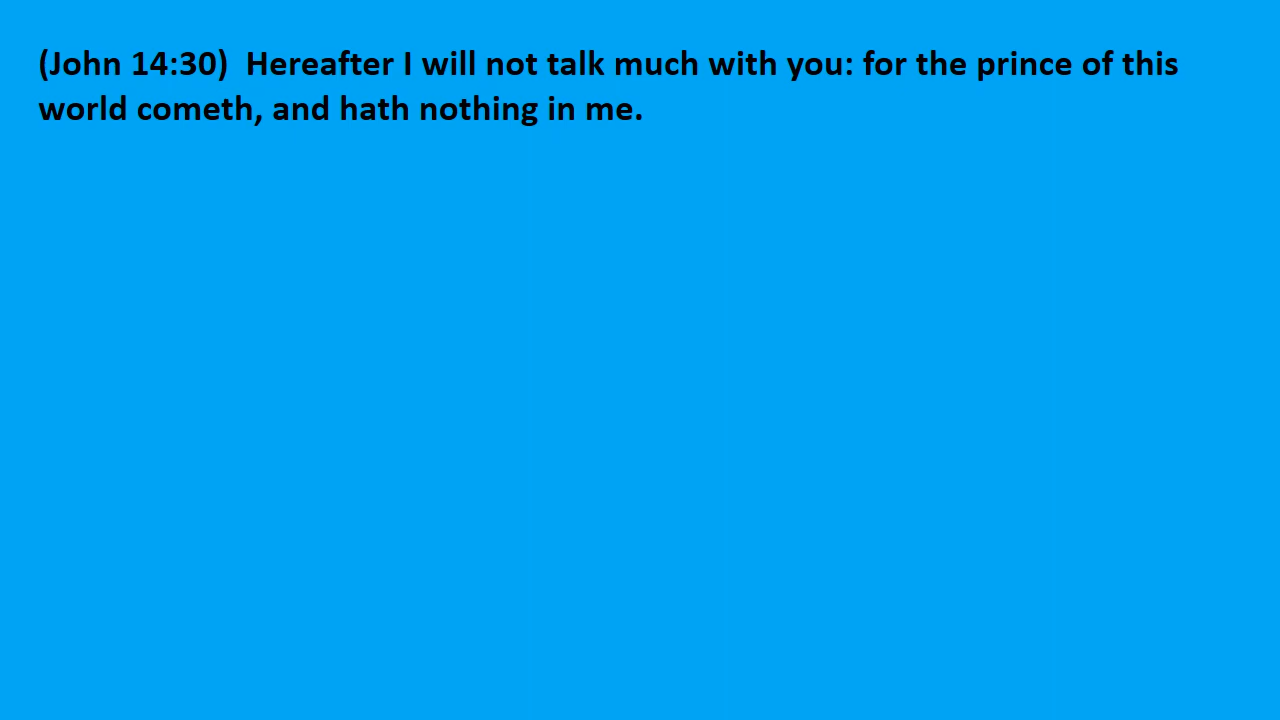 (John 14:30)  Hereafter I will not talk much with you: for the prince of this
world cometh, and hath nothing in me.